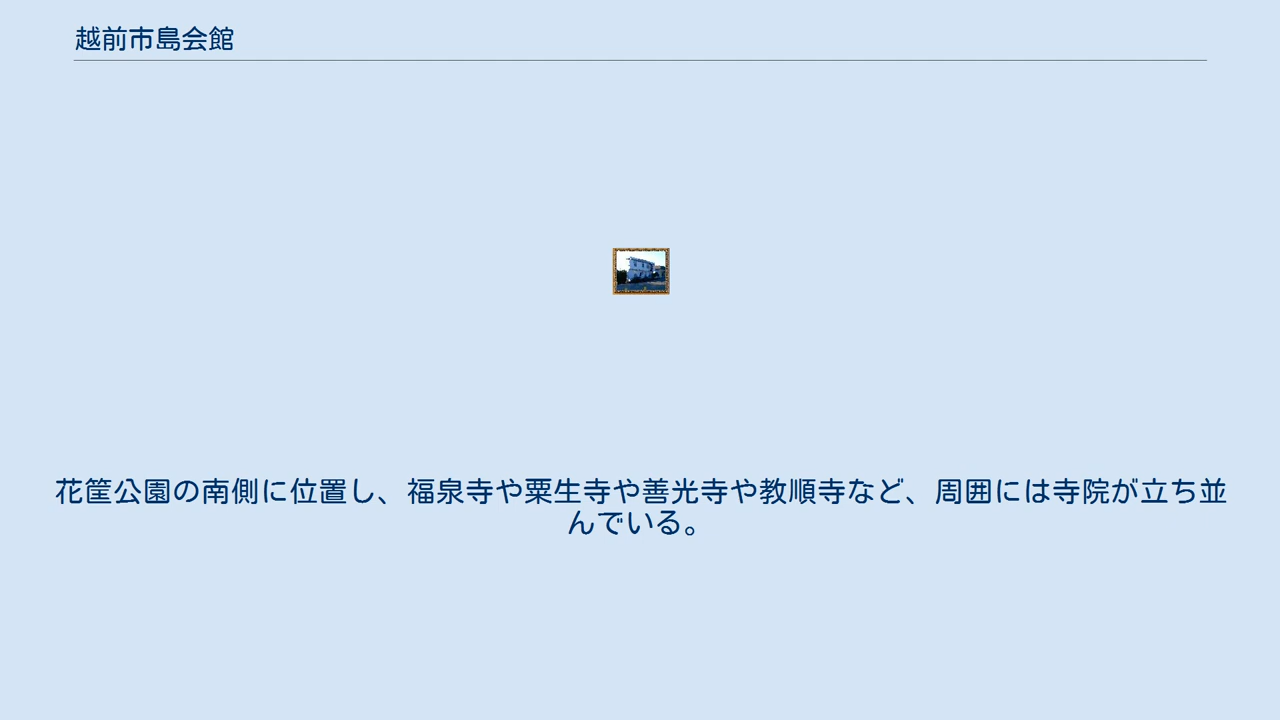 越前市島会館
花筐公園の南側に位置し、福泉寺や粟生寺や善光寺や教順寺など、周囲には寺院が立ち並
んでいる。